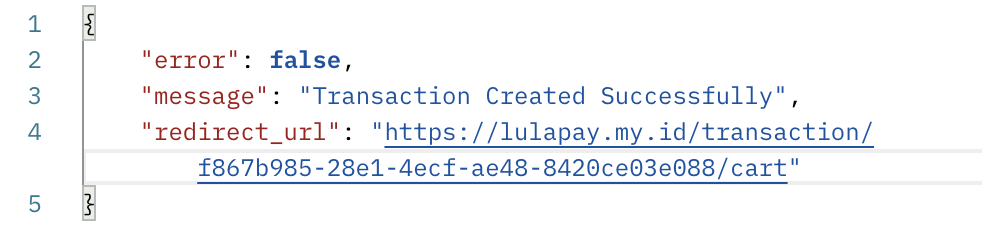 1 {
2 "error": false,
3 "message": "Transaction Created Successfully",
4 "redirect_url": "https://lulapay.my.id/transaction/
f867b985-28e1-4ecf-ae48-8420ce03e088/cart"
5 }